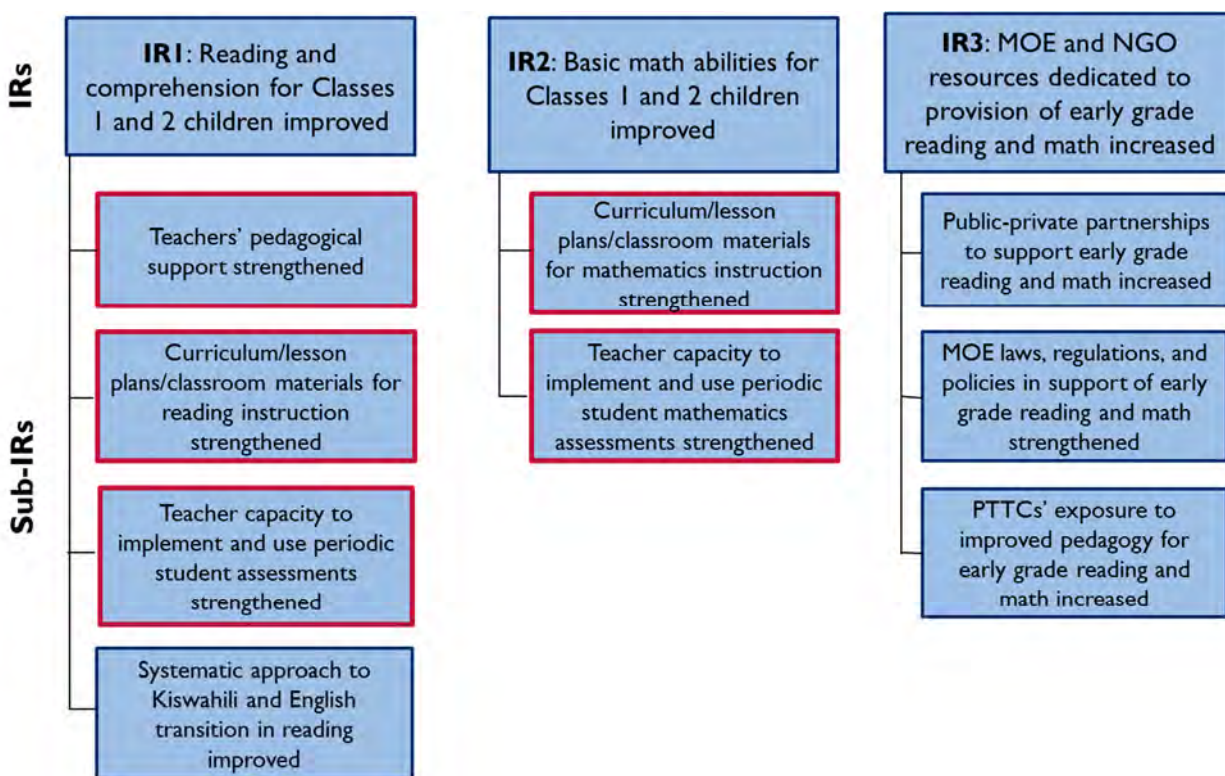 IRs
IR1: Reading and
comprehension for Classes
1 and 2 children improved
IR2: Basic math abilities for
Classes 1 and 2 children
improved
IR3: MOE and NGO
resources dedicated to
provision of early grade
reading and math increased
Sub-IRs
Teachers’ pedagogical
support strengthened
Curriculum/lesson
plans/classroom materials for
reading instruction
strengthened
Teacher capacity to
implement and use periodic
student assessments
strengthened
Systematic approach to
Kiswahili and English
transition in reading
improved
Curriculum/lesson
plans/classroom materials
for mathematics instruction
strengthened
Teacher capacity to
implement and use periodic
student mathematics
assessments strengthened
Public-private partnerships
to support early grade
reading and math increased
MOE laws, regulations, and
policies in support of early
grade reading and math
strengthened
PTTCs’ exposure to
improved pedagogy for
early grade reading and
math increased